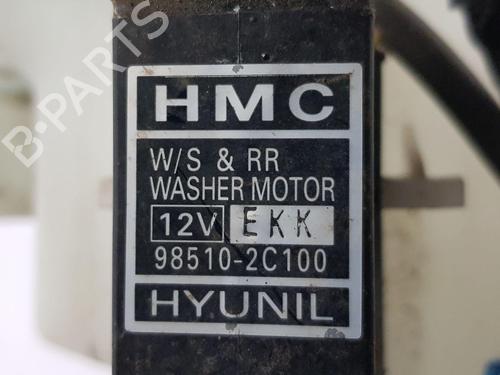 B-PARTS
HMC
W/S & RR
WASHER MOTOR
12V EKK
98510-2C100
HYUNIL